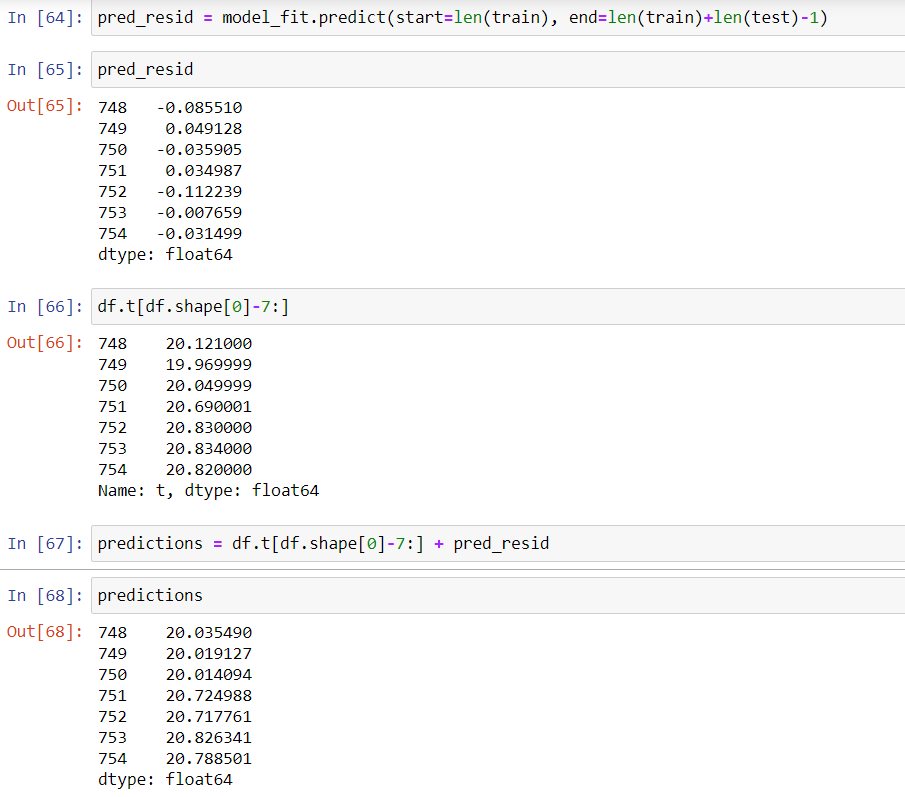 In [64]: pred_resid = model_fit.predict(start=len(train), end=len(train)+len(test)-1)
In [65]: pred_resid
Out[65]: 748   -0.085510
749    0.049128
750   -0.035905
751    0.034987
752   -0.112239
753   -0.007659
754   -0.031499
dtype: float64
In [66]: df.t[df.shape[0]-7:]
Out[66]: 748    20.121000
749    19.969999
750    20.049999
751    20.690001
752    20.830000
753    20.834000
754    20.820000
Name: t, dtype: float64
In [67]: predictions = df.t[df.shape[0]-7:] + pred_resid
In [68]: predictions
Out[68]: 748    20.035490
749    20.019127
750    20.014094
751    20.724988
752    20.717761
753    20.826341
754    20.788501
dtype: float64